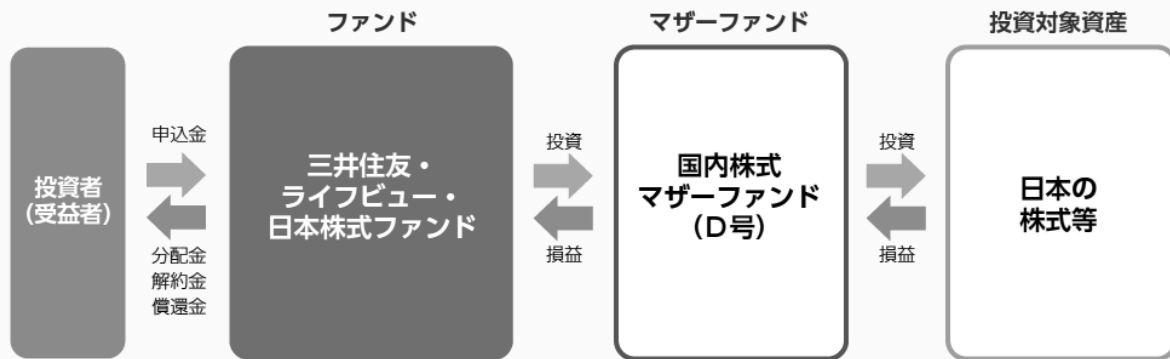 ファンド
マザーファンド
投資対象資産
投資者
(受益者)
申込金
分配金
解約金
償還金
三井住友・
ライフビュー・
日本株式ファンド
投資
損益
国内株式
マザーファンド
(D号)
投資
損益
日本の
株式等